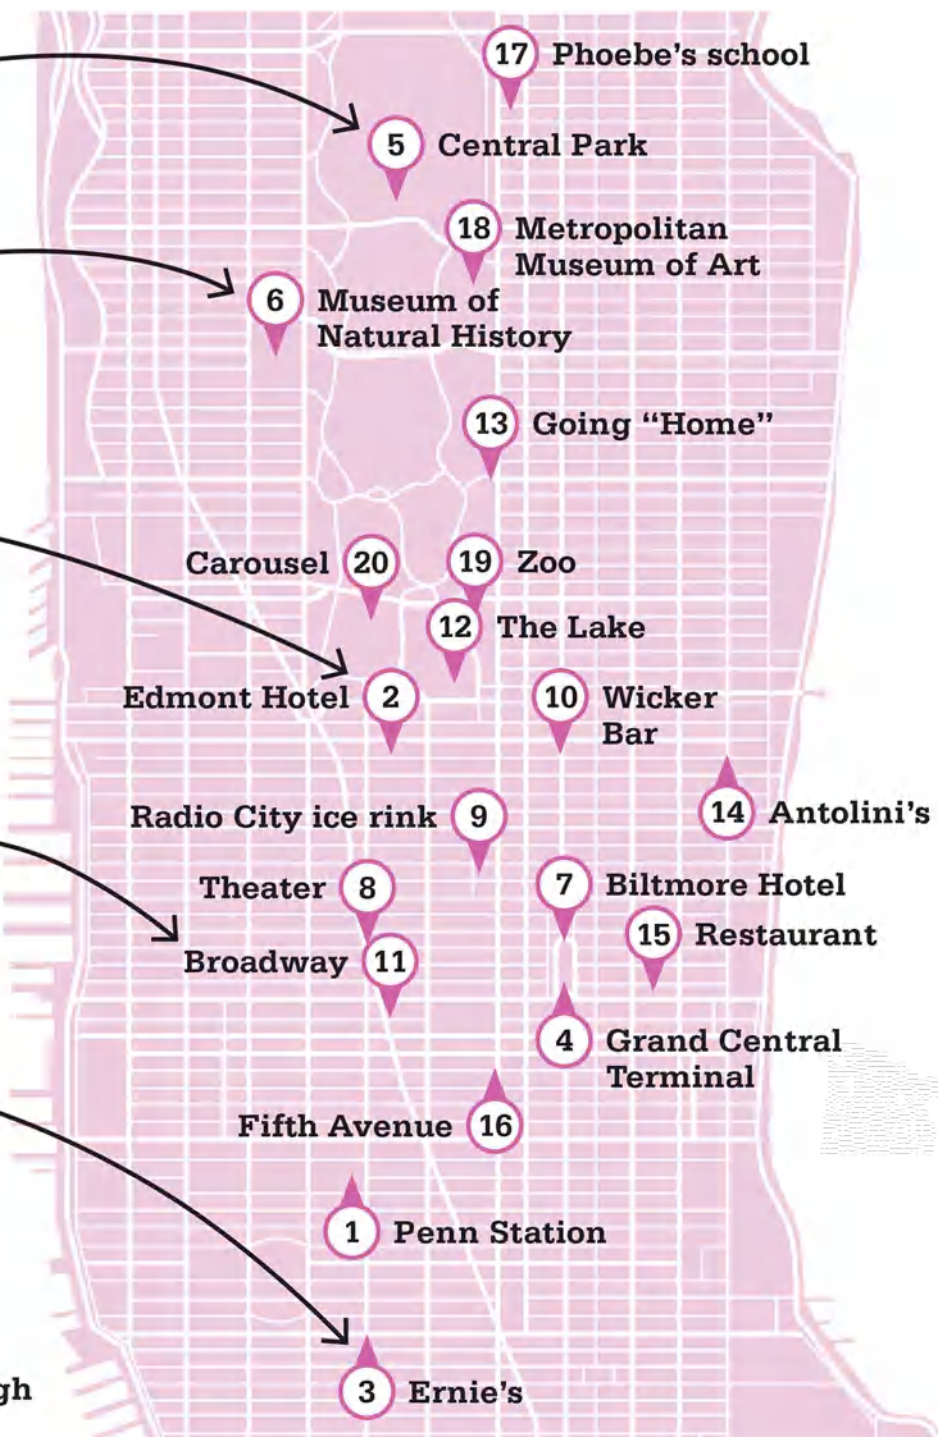 17 Phoebe’s school
5 Central Park
18 Metropolitan
Museum of Art
6 Museum of
Natural History
13 Going “Home”
Carousel 20
19 Zoo
12 The Lake
Edmont Hotel 2
10 Wicker
Bar
Radio City ice rink 9
14 Antolini’s
Theater 8
7 Biltmore Hotel
15 Restaurant
Broadway 11
4 Grand Central
Terminal
Fifth Avenue 16
1 Penn Station
3 Ernie’s
gh